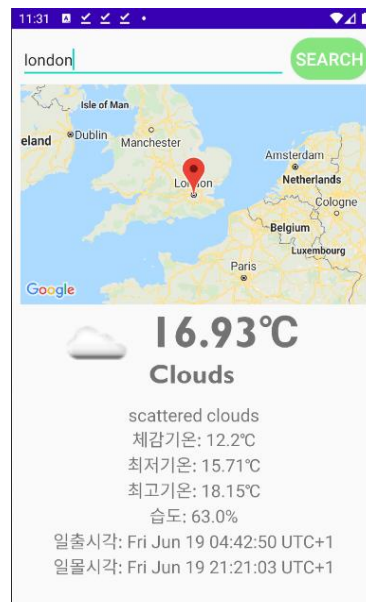 11:31
london
SEARCH
Isle of Man
eland
Dublin
Manchester
Amsterdam
London
Netherlands
Cologne
Belgium
Luxembourg
Paris
Google
16.93℃
Clouds
scattered clouds
체감기온: 12.2℃
최저기온: 15.71℃
최고기온: 18.15℃
습도: 63.0%
일출시각: Fri Jun 19 04:42:50 UTC+1
일몰시각: Fri Jun 19 21:21:03 UTC+1